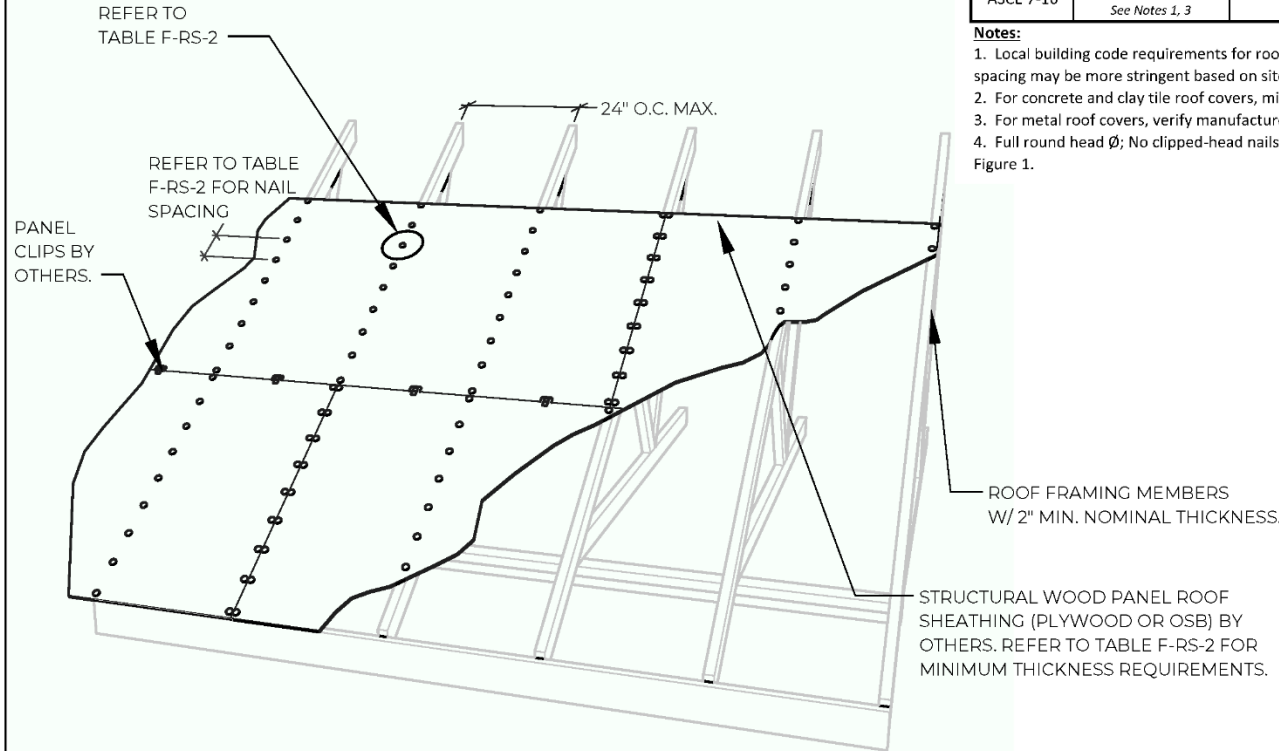 REFER TO
TABLE F-RS-2
24" O.C. MAX.
REFER TO TABLE
F-RS-2 FOR NAIL
SPACING
PANEL
CLIPS BY
OTHERS.
ASCE 7-16
See Notes 1, 3
Notes:
1. Local building code requirements for roo
spacing may be more stringent based on sit
2. For concrete and clay tile roof covers, mi
3. For metal roof covers, verify manufactur
4. Full round head Ø; No clipped-head nails
Figure 1.
ROOF FRAMING MEMBERS
W/ 2" MIN. NOMINAL THICKNESS.
STRUCTURAL WOOD PANEL ROOF
SHEATHING (PLYWOOD OR OSB) BY
OTHERS. REFER TO TABLE F-RS-2 FOR
MINIMUM THICKNESS REQUIREMENTS.